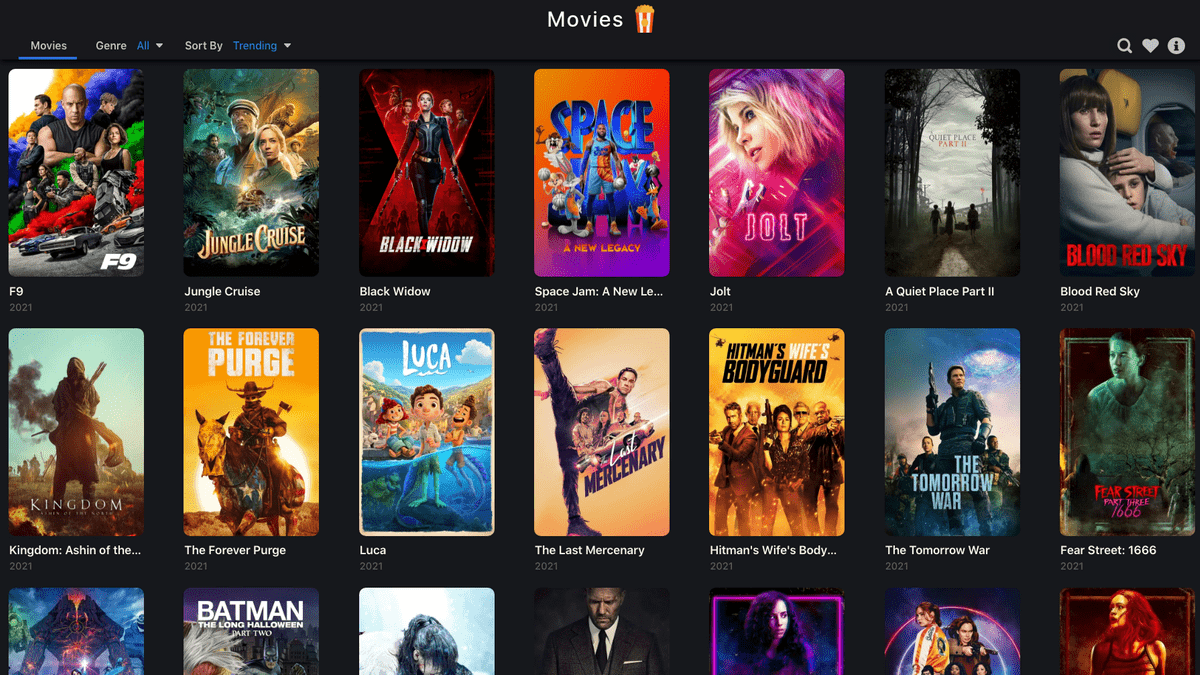 Movies 🍿
Movies Genre All Sort By Trending
F9
JUNGLE CRUISE
BLACK WIDOW
SPACE
JAM
A NEW LEGACY
JOLT
A QUIET PLACE
PART II
BLOOD RED SKY
F9 Jungle Cruise Black Widow Space Jam: A New Le... Jolt A Quiet Place Part II Blood Red Sky
2021 2021 2021 2021 2021 2021 2021
KINGDOM
ASHIN OF THE NORTH
THE FOREVER
PURGE
LUCA
Last
MERCENARY
HITMAN'S WIFE'S
BODYGUARD
THE
TOMORROW
WAR
FEAR STREET
PART THREE
1666
Kingdom: Ashin of the... The Forever Purge Luca The Last Mercenary Hitman's Wife's Body... The Tomorrow War Fear Street: 1666
2021 2021 2021 2021 2021 2021 2021
BATMAN
THE LONG HALLOWEEN
PART TWO